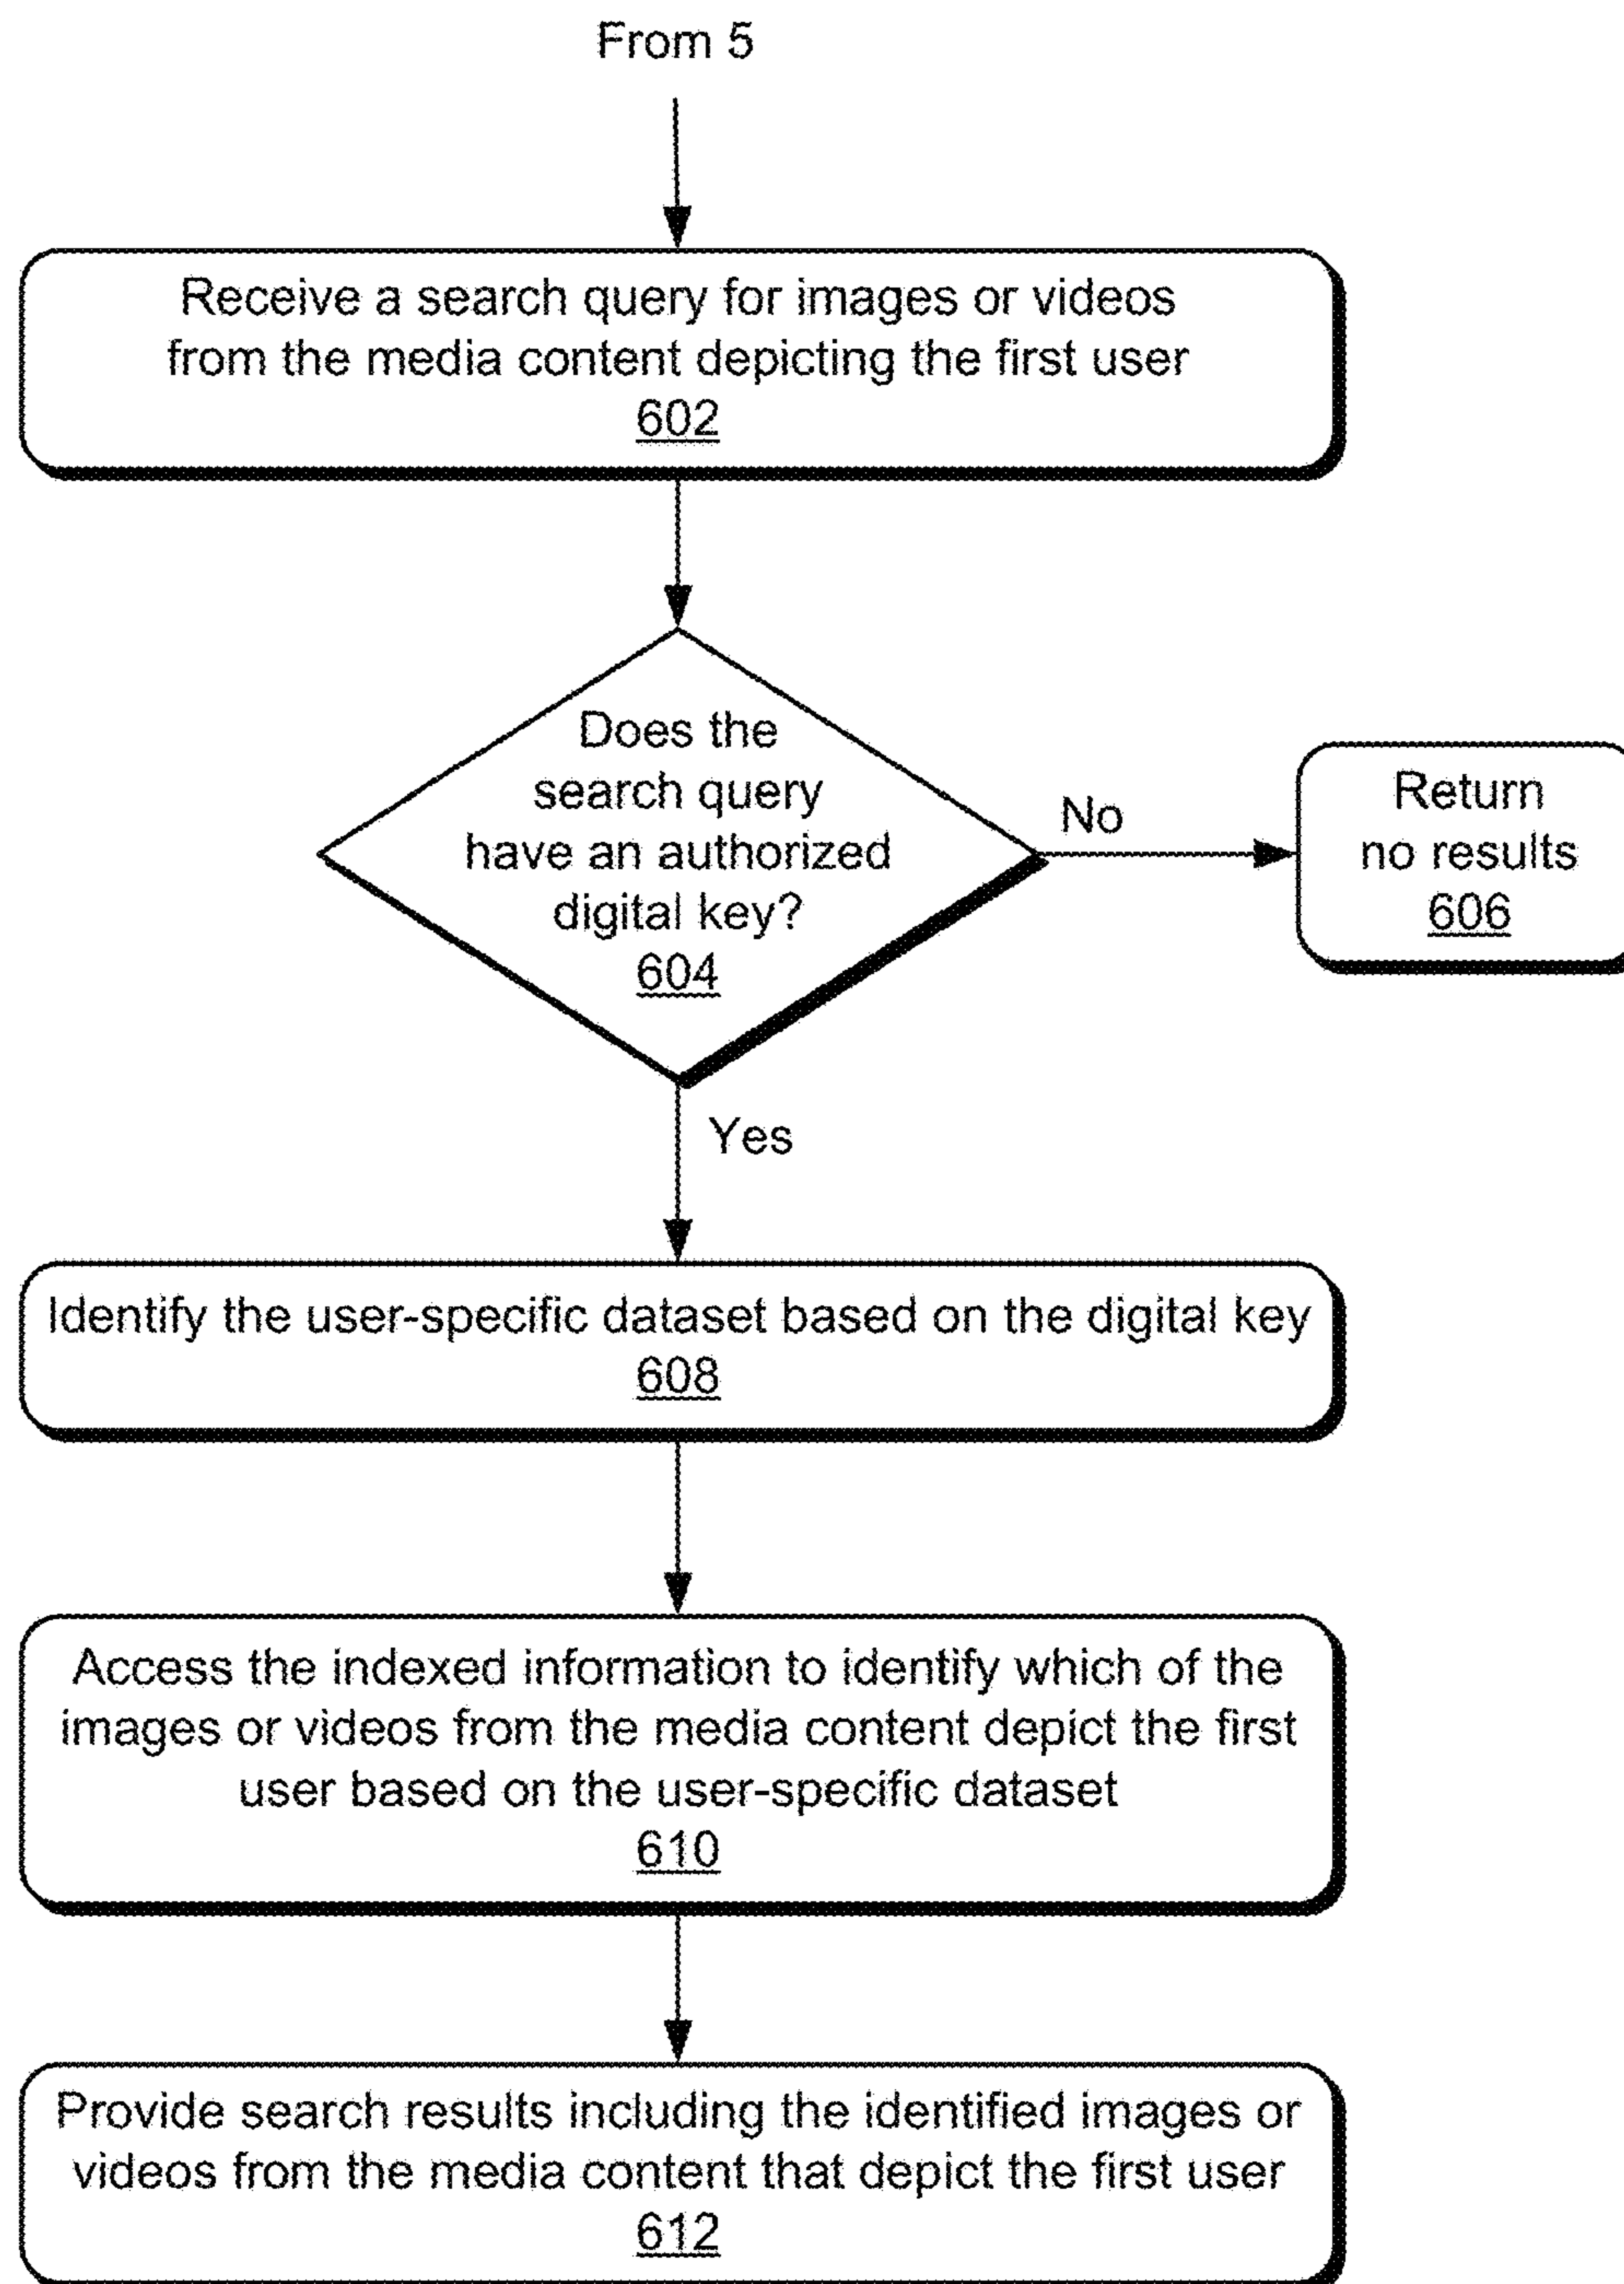 From 5
Receive a search query for images or videos
from the media content depicting the first user
602
Does the
search query
have an authorized
digital key?
604
No
Return
no results
606
Yes
Identify the user-specific dataset based on the digital key
608
Access the indexed information to identify which of the
images or videos from the media content depict the first
user based on the user-specific dataset
610
Provide search results including the identified images or
videos from the media content that depict the first user
612